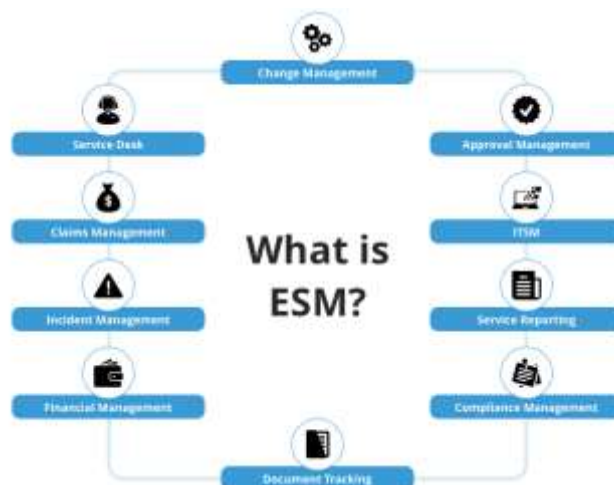 Change Management
Service Desk
Approval Management
Claims Management
ITSM
What is
ESM?
Incident Management
Service Reporting
Financial Management
Compliance Management
Document Tracking